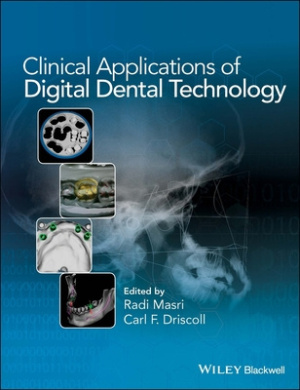 Clinical Applications of
Digital Dental Technology
Edited by
Radi Masri
Carl F. Driscoll
WILEY Blackwell